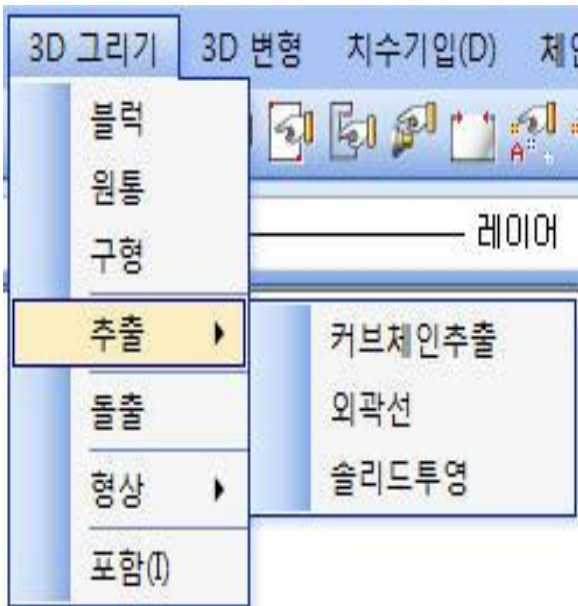 3D 그리기 3D 변형 치수기입(D)
블럭
원통
구형
레이어
추출
커브체인추출
돌출
외곽선
형상
솔리드투영
포함(I)
A